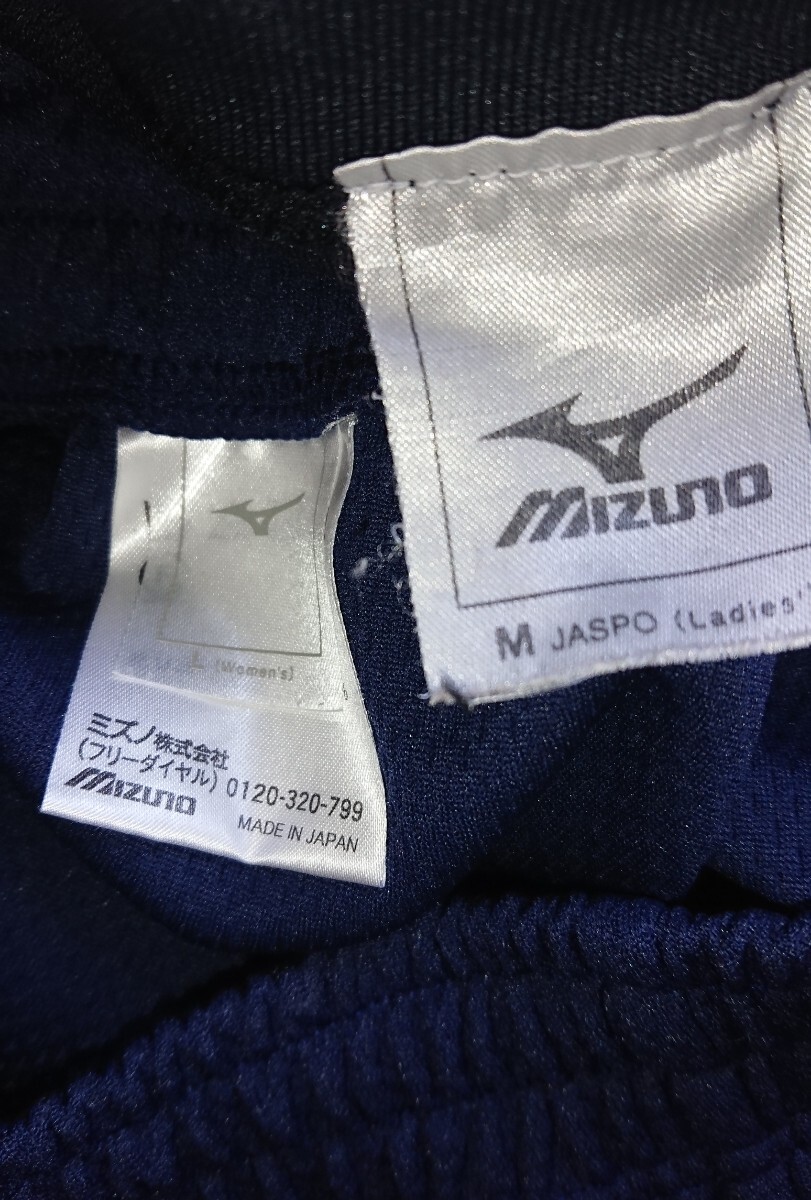 MIZUNO
M JASPO (Ladies'
L (Women's)
ミズノ株式会社
(フリーダイヤル) 0120-320-799
MIZUNO
MADE IN JAPAN